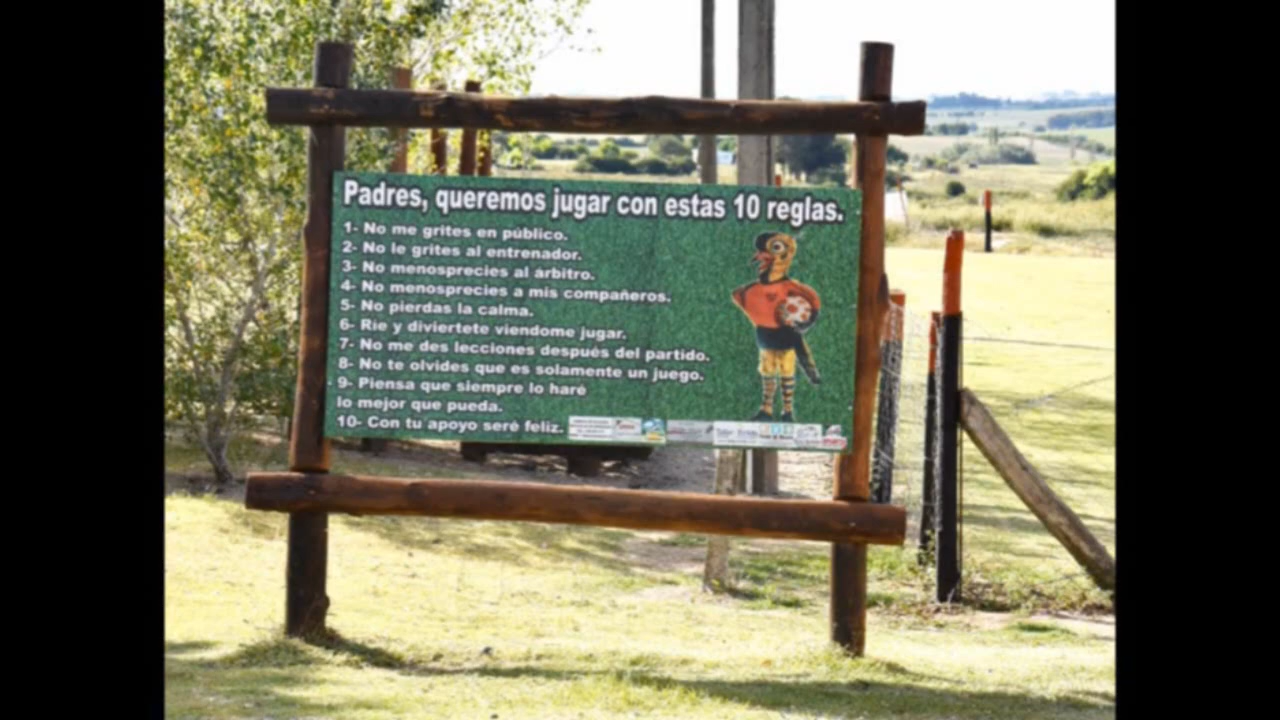 Padres, queremos jugar con estas 10 reglas.
1- No me grites en público.
2- No le grites al entrenador.
3- No menosprecies al arbitro.
4- No menosprecies a mis compañeros.
5- No pierdas la calma.
6- Rie y diviertete viendome jugar.
7- No me des lecciones después del partido.
8- No te olvides que es solamente un juego.
9- Piensa que siempre lo haré
lo mejor que pueda.
10- Con tu apoyo seré feliz.